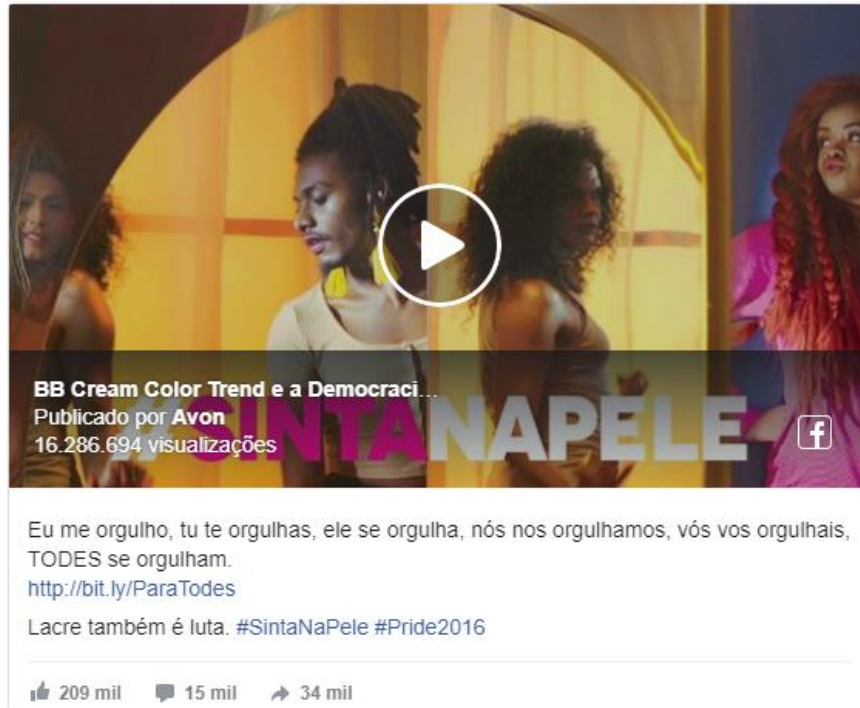 BB Cream Color Trend e a Democraci...
Publicado por Avon
16.286.694 visualizações
SINTANAPELE
Eu me orgulho, tu te orgulhas, ele se orgulha, nós nos orgulhamos, vós vos orgulhais,
TODES se orgulham.
http://bit.ly/ParaTodes
Lacre também é luta. #SintaNaPele #Pride2016
209 mil 15 mil 34 mil